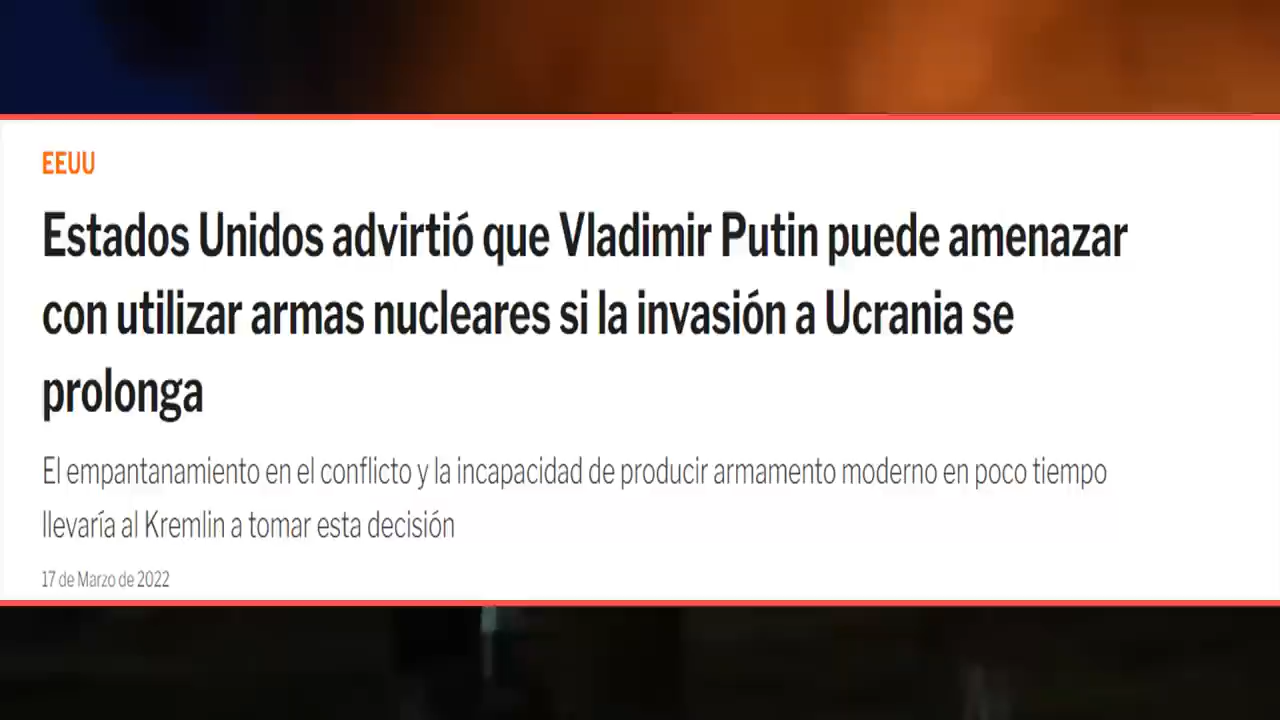 EEUU
Estados Unidos advirtió que Vladimir Putin puede amenazar
con utilizar armas nucleares si la invasión a Ucrania se
prolonga
El empantanamiento en el conflicto y la incapacidad de producir armamento moderno en poco tiempo
llevaría al Kremlin a tomar esta decisión
17 de Marzo de 2022